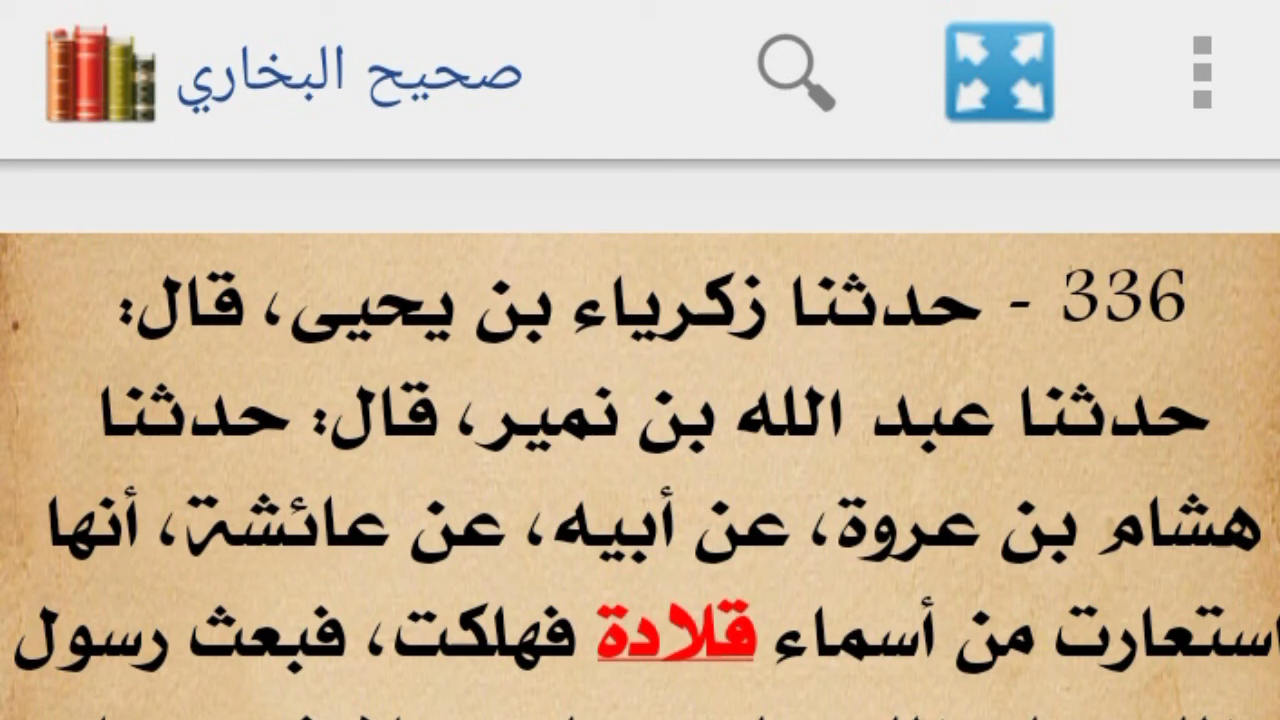 صحيح البخاري
336 - حدثنا زكرياء بن يحيى، قال:
حدثنا عبد الله بن نمير، قال: حدثنا
هشام بن عروة، عن أبيه، عن عائشة، أنها
استعارت من أسماء قلادة فهلكت، فبعث رسول